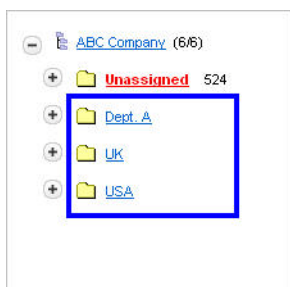 ABC Company (6/6)
Unassigned 524
Dept. A
UK
USA